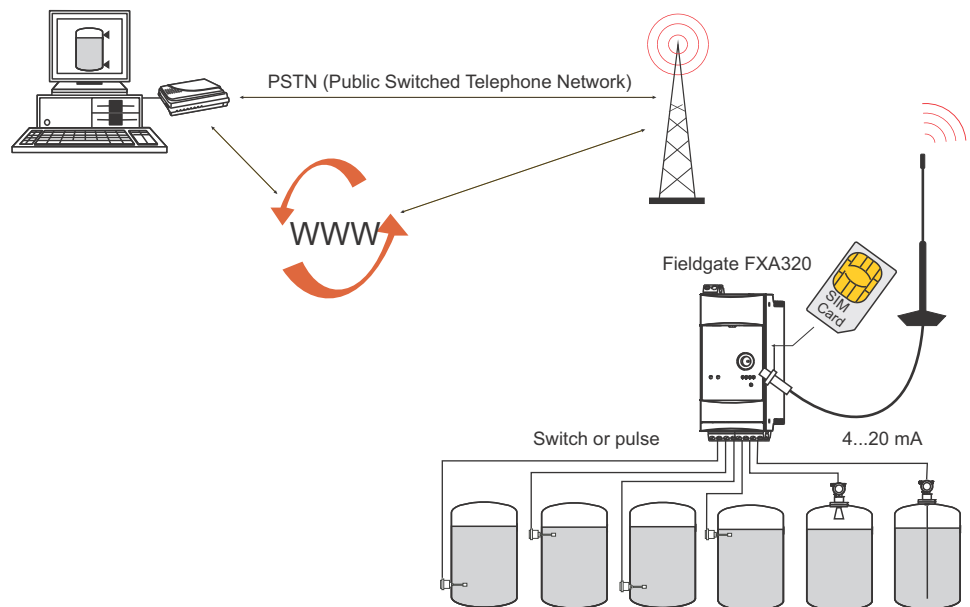 PSTN (Public Switched Telephone Network)
WWW
Fieldgate FXA320
SIM
Card
Switch or pulse
4...20 mA